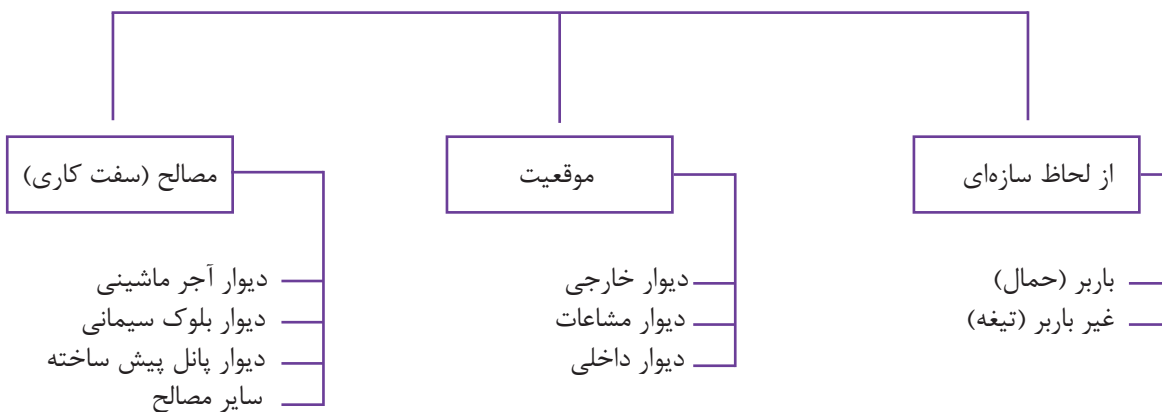 از لحاظ سازه‌ای
باربر (حمال)
غیر باربر (تیغه)
موقعیت
دیوار خارجی
دیوار مشاعات
دیوار داخلی
مصالح (سفت کاری)
دیوار آجر ماشینی
دیوار بلوک سیمانی
دیوار پانل پیش ساخته
سایر مصالح